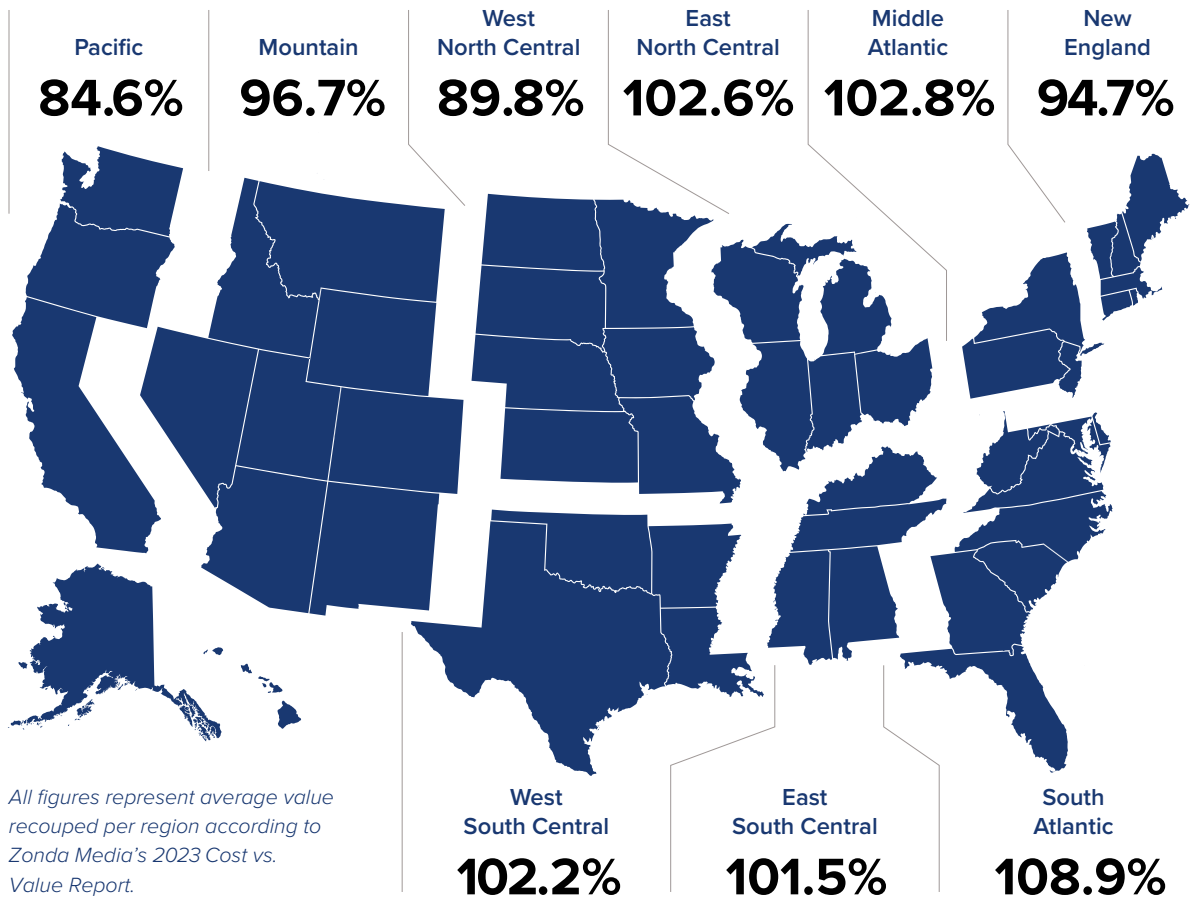 Pacific
84.6%
Mountain
96.7%
West
North Central
89.8%
East
North Central
102.6%
Middle
Atlantic
102.8%
New
England
94.7%
All figures represent average value
recouped per region according to
Zonda Media's 2023 Cost vs.
Value Report.
West
South Central
102.2%
East
South Central
101.5%
South
Atlantic
108.9%